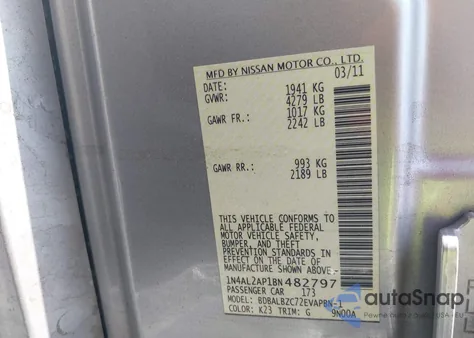 MFD BY NISSAN MOTOR CO., LTD.
DATE: 03/11
GVWR: 1941 KG
4279 LB
GAWR FR.: 1017 KG
2242 LB
GAWR RR.: 993 KG
2189 LB
THIS VEHICLE CONFORMS TO
ALL APPLICABLE FEDERAL
MOTOR VEHICLE SAFETY,
BUMPER, AND THEFT
PREVENTION STANDARDS IN
EFFECT ON THE DATE OF
MANUFACTURE SHOWN ABOVE.
1N4AL2AP1BN482797
PASSENGER CAR 173
MODEL: BDBALBZC72EVAPBN-1
COLOR: K23 TRIM: G 9N00A
autoSnap